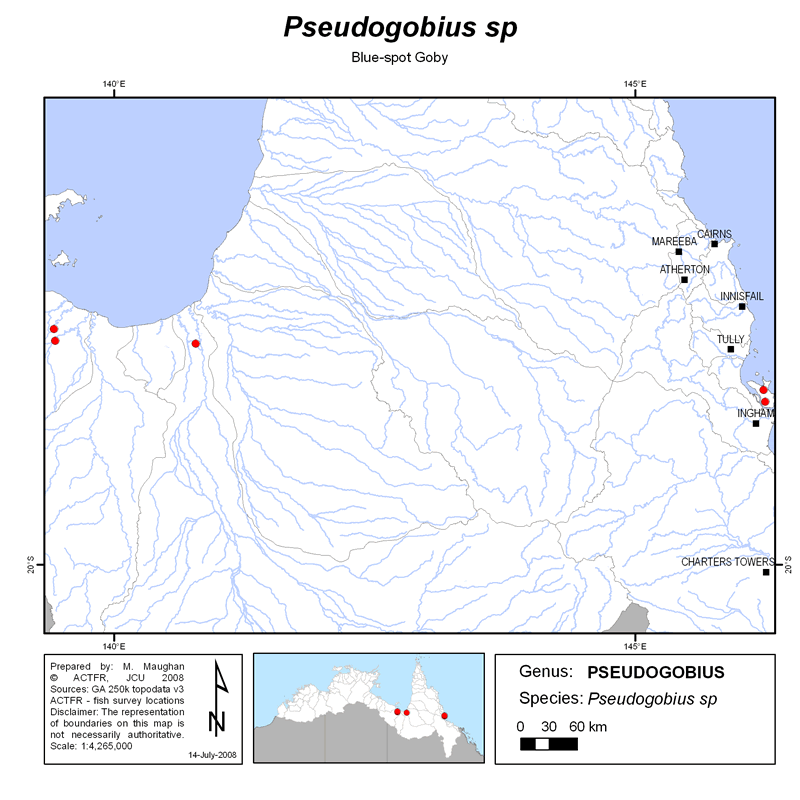 Pseudogobius sp
Blue-spot Goby
140°E
145°E
CAIRNS
MAREEBA
ATHERTON
INNISFAIL
TULLY
INGHAM
CHARTERS TOWERS
20°S
20°S
140°E
145°E
Prepared by: M. Maughan
© ACTFR, JCU 2008
Sources: GA 250k topodata v3
ACTFR - fish survey locations
Disclaimer: The representation
of boundaries on this map is
not necessarily authoritative.
Scale: 1:4,265,000
N
14-July-2008
Genus: PSEUDOGOBIUS
Species: Pseudogobius sp
0 30 60 km